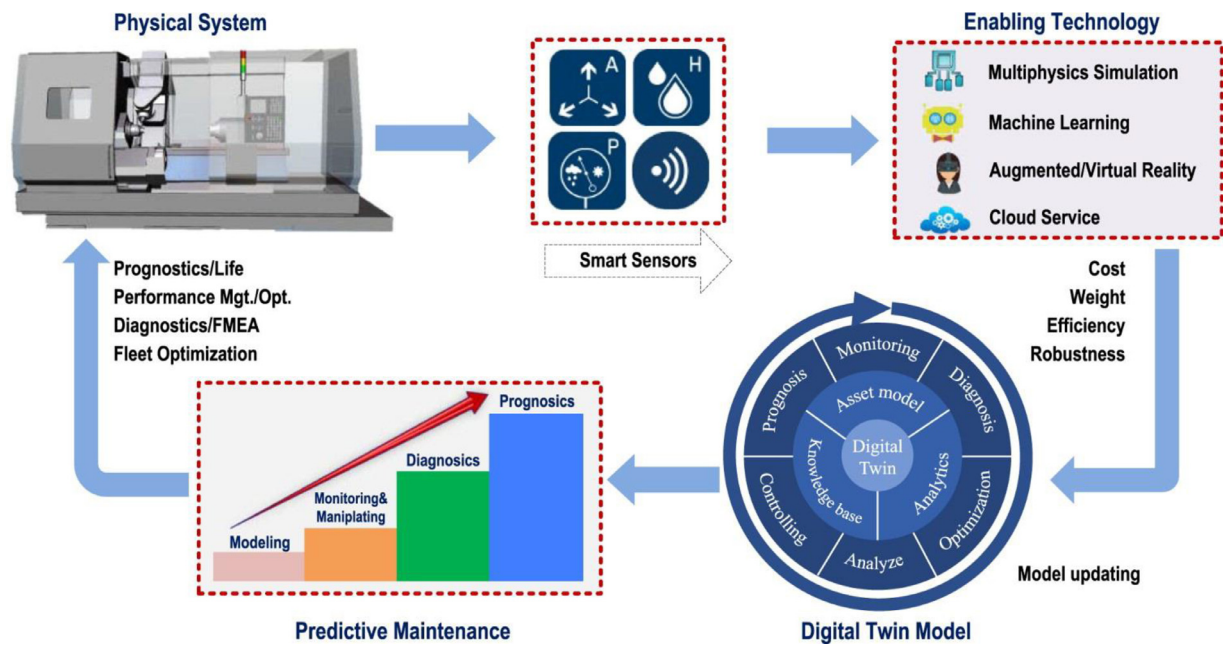 Physical System
Enabling Technology
A
H
P
Multiphysics Simulation
Machine Learning
Augmented/Virtual Reality
Cloud Service
Smart Sensors
Prognostics/Life
Performance Mgt./Opt.
Diagnostics/FMEA
Fleet Optimization
Cost
Weight
Efficiency
Robustness
Prognosics
Diagnosics
Monitoring&
Maniplating
Modeling
Monitoring
Diagnosis
Optimization
Analyze
Controlling
Prognosis
Asset model
Analytics
Knowledge base
Digital
Twin
Model updating
Predictive Maintenance
Digital Twin Model